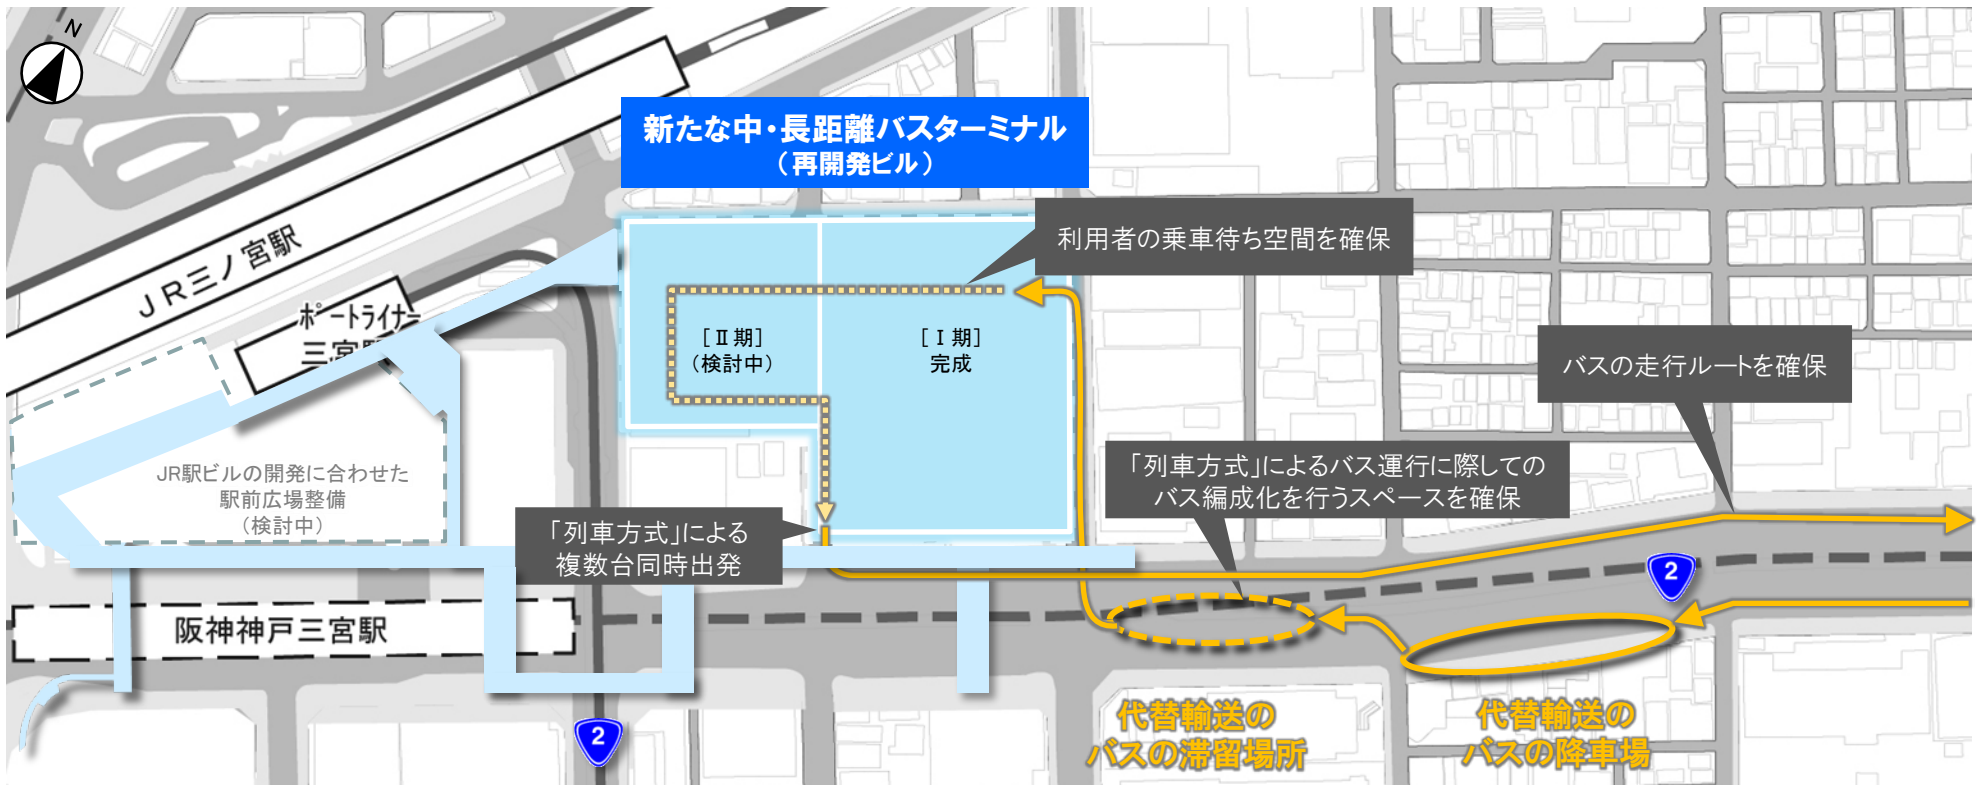 N
新たな中・長距離バスターミナル
（再開発ビル）
利用者の乗車待ち空間を確保
JR三ノ宮駅
ポートライナー
三宮駅
［Ⅱ期］
（検討中）
［Ⅰ期］
完成
バスの走行ルートを確保
「列車方式」によるバス運行に際しての
バス編成化を行うスペースを確保
JR駅ビルの開発に合わせた
駅前広場整備
（検討中）
「列車方式」による
複数台同時出発
2
阪神神戸三宮駅
代替輸送の
バスの滞留場所
代替輸送の
バスの降車場
2